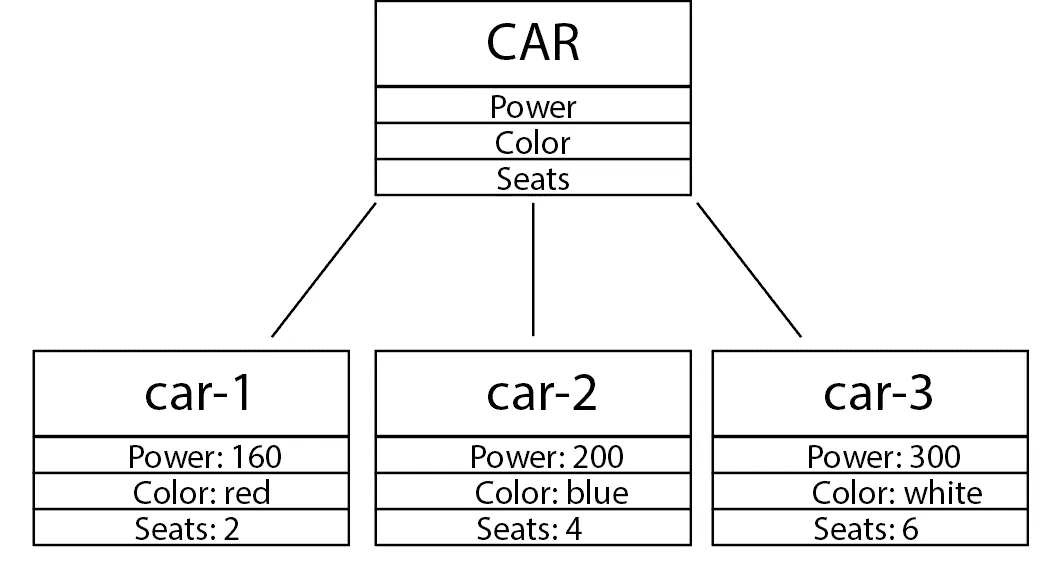 CAR
Power
Color
Seats
car-1
Power: 160
Color: red
Seats: 2
car-2
Power: 200
Color: blue
Seats: 4
car-3
Power: 300
Color: white
Seats: 6